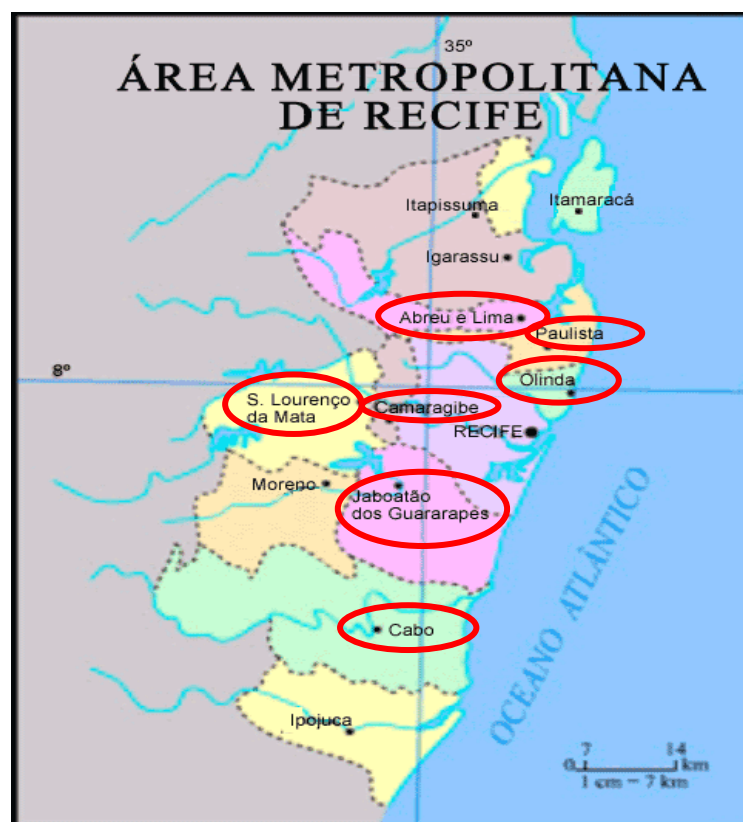 35º
ÁREA METROPOLITANA
DE RECIFE
Itapissuma
Itamaracá
Igarassu
Abreu e Lima
Paulista
8º
Olinda
S. Lourenço
da Mata
Camaragibe
RECIFE
Moreno
Jaboatão
dos Guararapes
OCEANO ATLÂNTICO
Cabo
Ipojuca
7 14
0 km
1 cm = 7 km